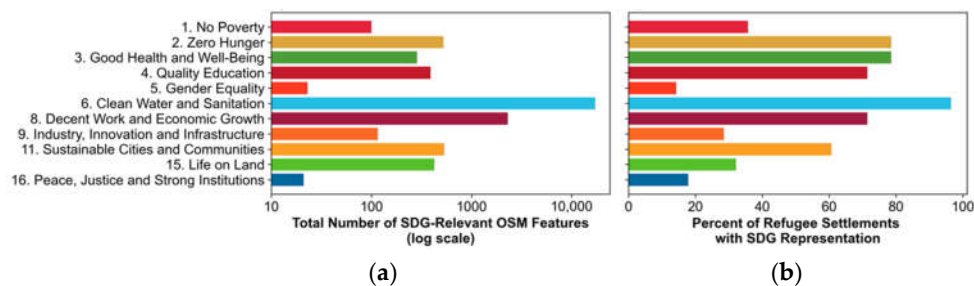 1. No Poverty
2. Zero Hunger
3. Good Health and Well-Being
4. Quality Education
5. Gender Equality
6. Clean Water and Sanitation
8. Decent Work and Economic Growth
9. Industry, Innovation and Infrastructure
11. Sustainable Cities and Communities
15. Life on Land
16. Peace, Justice and Strong Institutions
10 100 1000 10,000
Total Number of SDG-Relevant OSM Features
(log scale)
(a)
0 20 40 60 80 100
Percent of Refugee Settlements
with SDG Representation
(b)